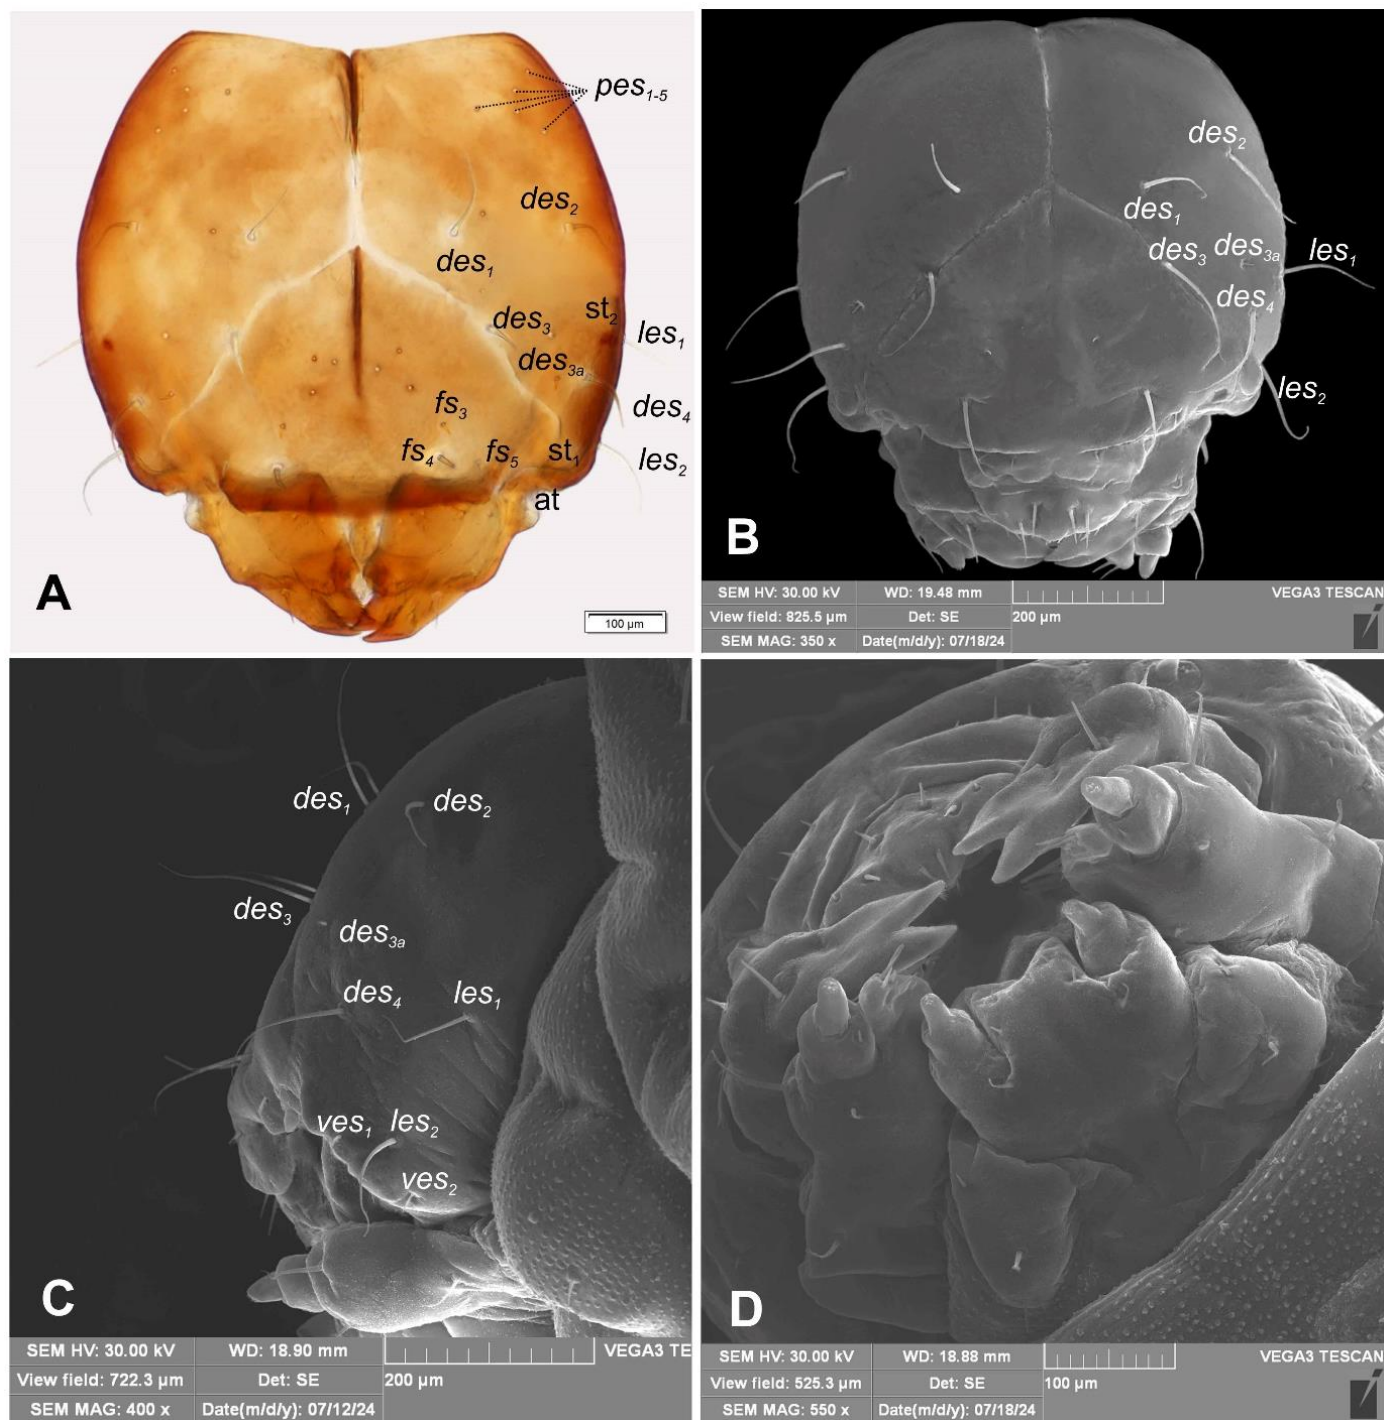 pes₁₋₅
des₂
des₁
des₃
st₂
les₁
des₃ₐ
des₄
fs₃
fs₄
fs₅
st₁
les₂
at
A
100 µm
des₂
des₁
des₃
des₃ₐ
les₁
des₄
les₂
B
SEM HV: 30.00 kV WD: 19.48 mm VEGA3 TESCAN
View field: 825.5 µm Det: SE 200 µm
SEM MAG: 350 x Date(m/d/y): 07/18/24
des₁
des₂
des₃
des₃ₐ
des₄
les₁
ves₁
les₂
ves₂
C
SEM HV: 30.00 kV WD: 18.90 mm VEGA3 TE
View field: 722.3 µm Det: SE 200 µm
SEM MAG: 400 x Date(m/d/y): 07/12/24
D
SEM HV: 30.00 kV WD: 18.88 mm VEGA3 TESCAN
View field: 525.3 µm Det: SE 100 µm
SEM MAG: 550 x Date(m/d/y): 07/18/24